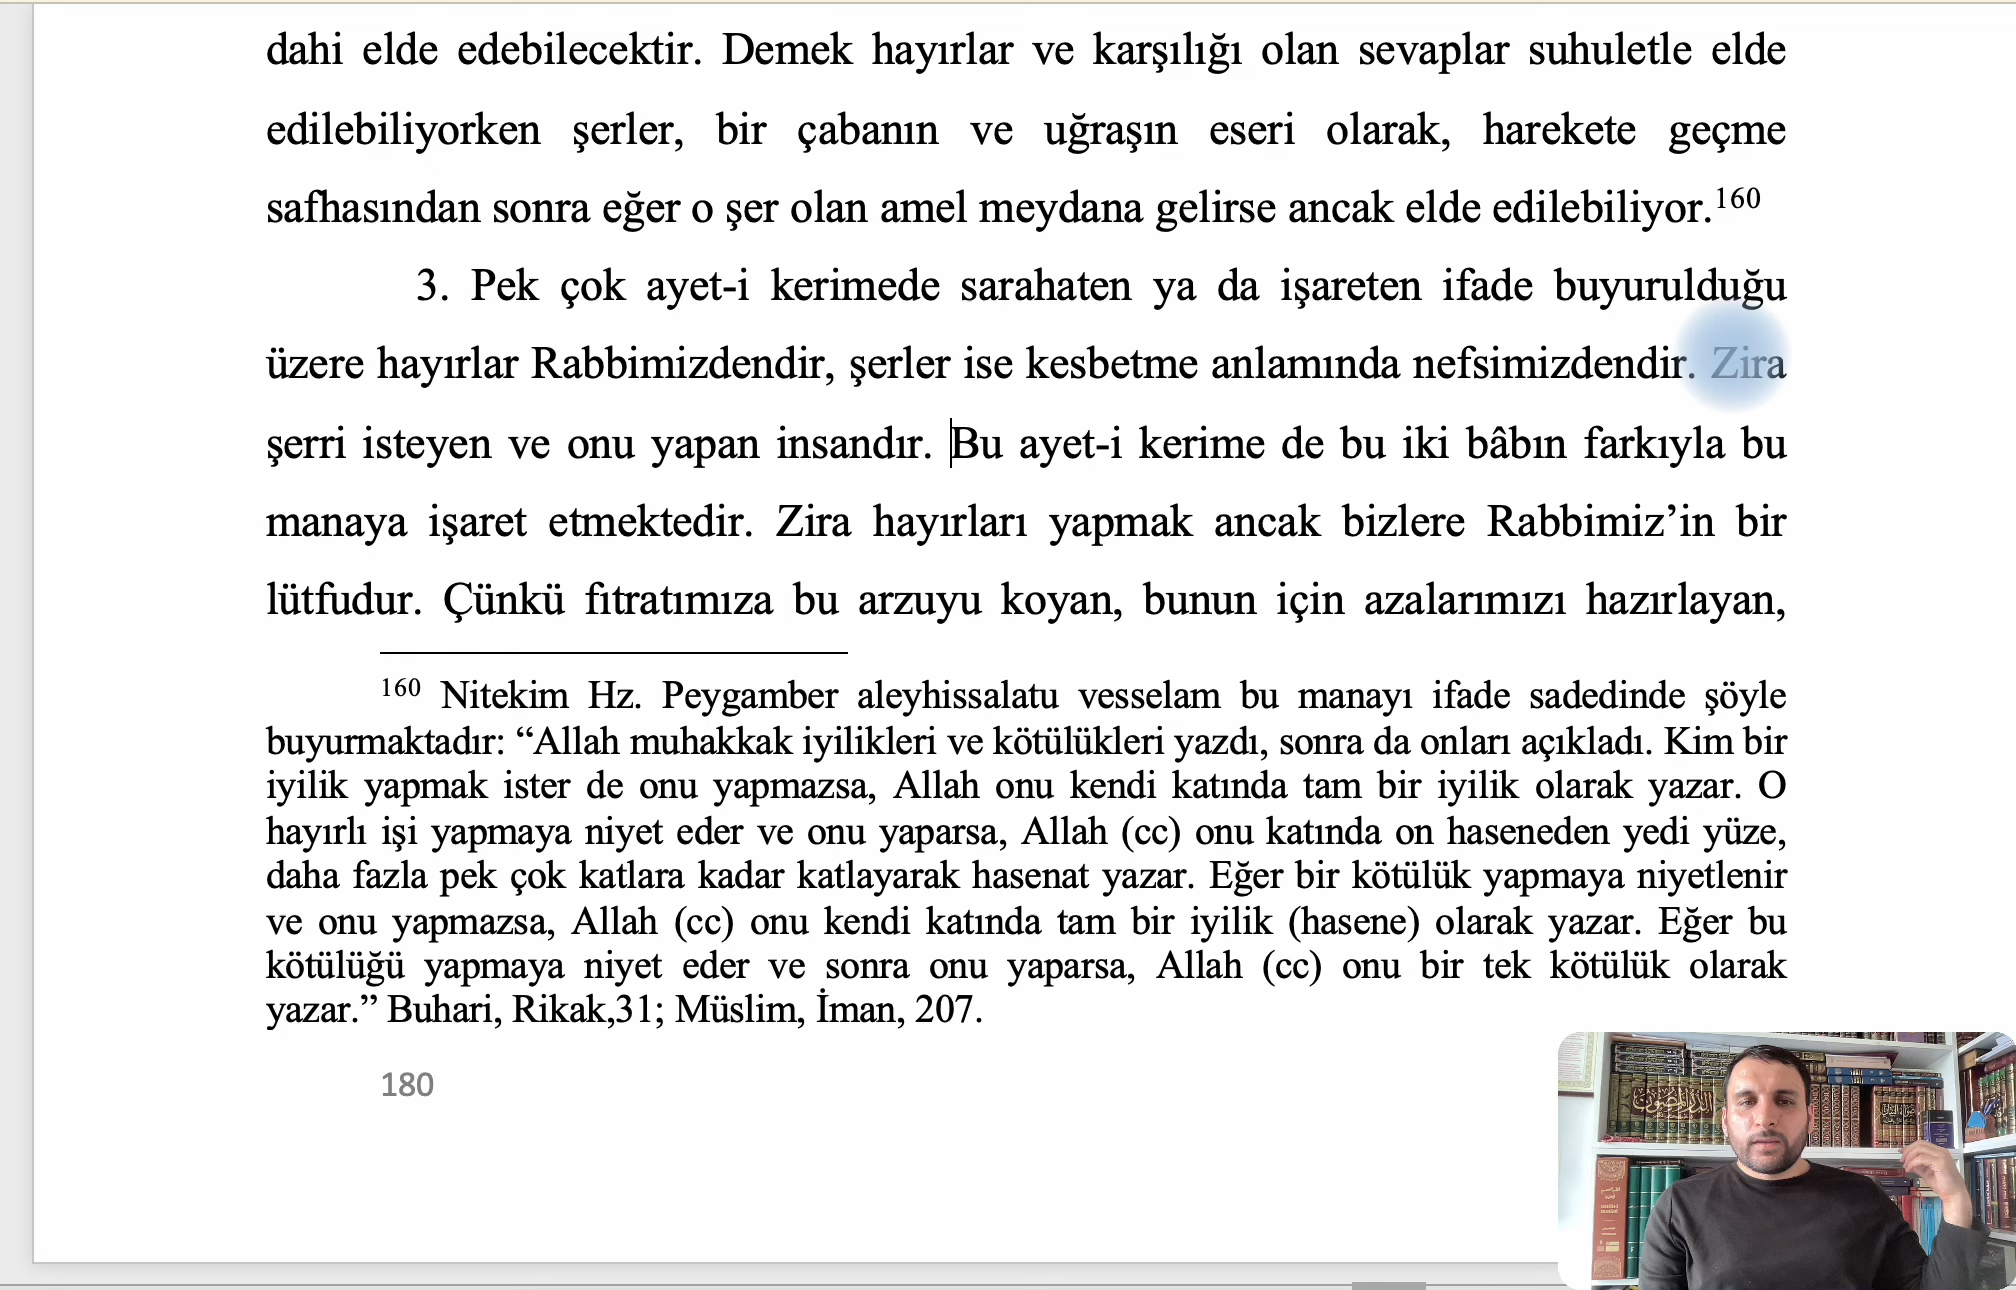 dahi elde edebilecektir. Demek hayırlar ve karşılığı olan sevaplar suhuletle elde
edilebiliyorken şerler, bir çabanın ve uğraşın eseri olarak, harekete geçme
safhasından sonra eğer o şer olan amel meydana gelirse ancak elde edilebiliyor.160
3. Pek çok ayet-i kerimede sarahaten ya da işareten ifade buyurulduğu
üzere hayırlar Rabbimizdendir, şerler ise kesbetme anlamında nefsimizdendir. Zira
şerri isteyen ve onu yapan insandır. Bu ayet-i kerime de bu iki bâbın farkıyla bu
manaya işaret etmektedir. Zira hayırları yapmak ancak bizlere Rabbimiz’in bir
lütfudur. Çünkü fıtratımıza bu arzuyu koyan, bunun için azalarımızı hazırlayan,
160 Nitekim Hz. Peygamber aleyhissalatu vesselam bu manayı ifade sadedinde şöyle
buyurmaktadır: “Allah muhakkak iyilikleri ve kötülükleri yazdı, sonra da onları açıkladı. Kim bir
iyilik yapmak ister de onu yapmazsa, Allah onu kendi katında tam bir iyilik olarak yazar. O
hayırlı işi yapmaya niyet eder ve onu yaparsa, Allah (cc) onu katında on haseneden yedi yüze,
daha fazla pek çok katlara kadar katlayarak hasenat yazar. Eğer bir kötülük yapmaya niyetlenir
ve onu yapmazsa, Allah (cc) onu kendi katında tam bir iyilik (hasene) olarak yazar. Eğer bu
kötülüğü yapmaya niyet eder ve sonra onu yaparsa, Allah (cc) onu bir tek kötülük olarak
yazar.” Buhari, Rikak,31; Müslim, İman, 207.
180
الدر المصون